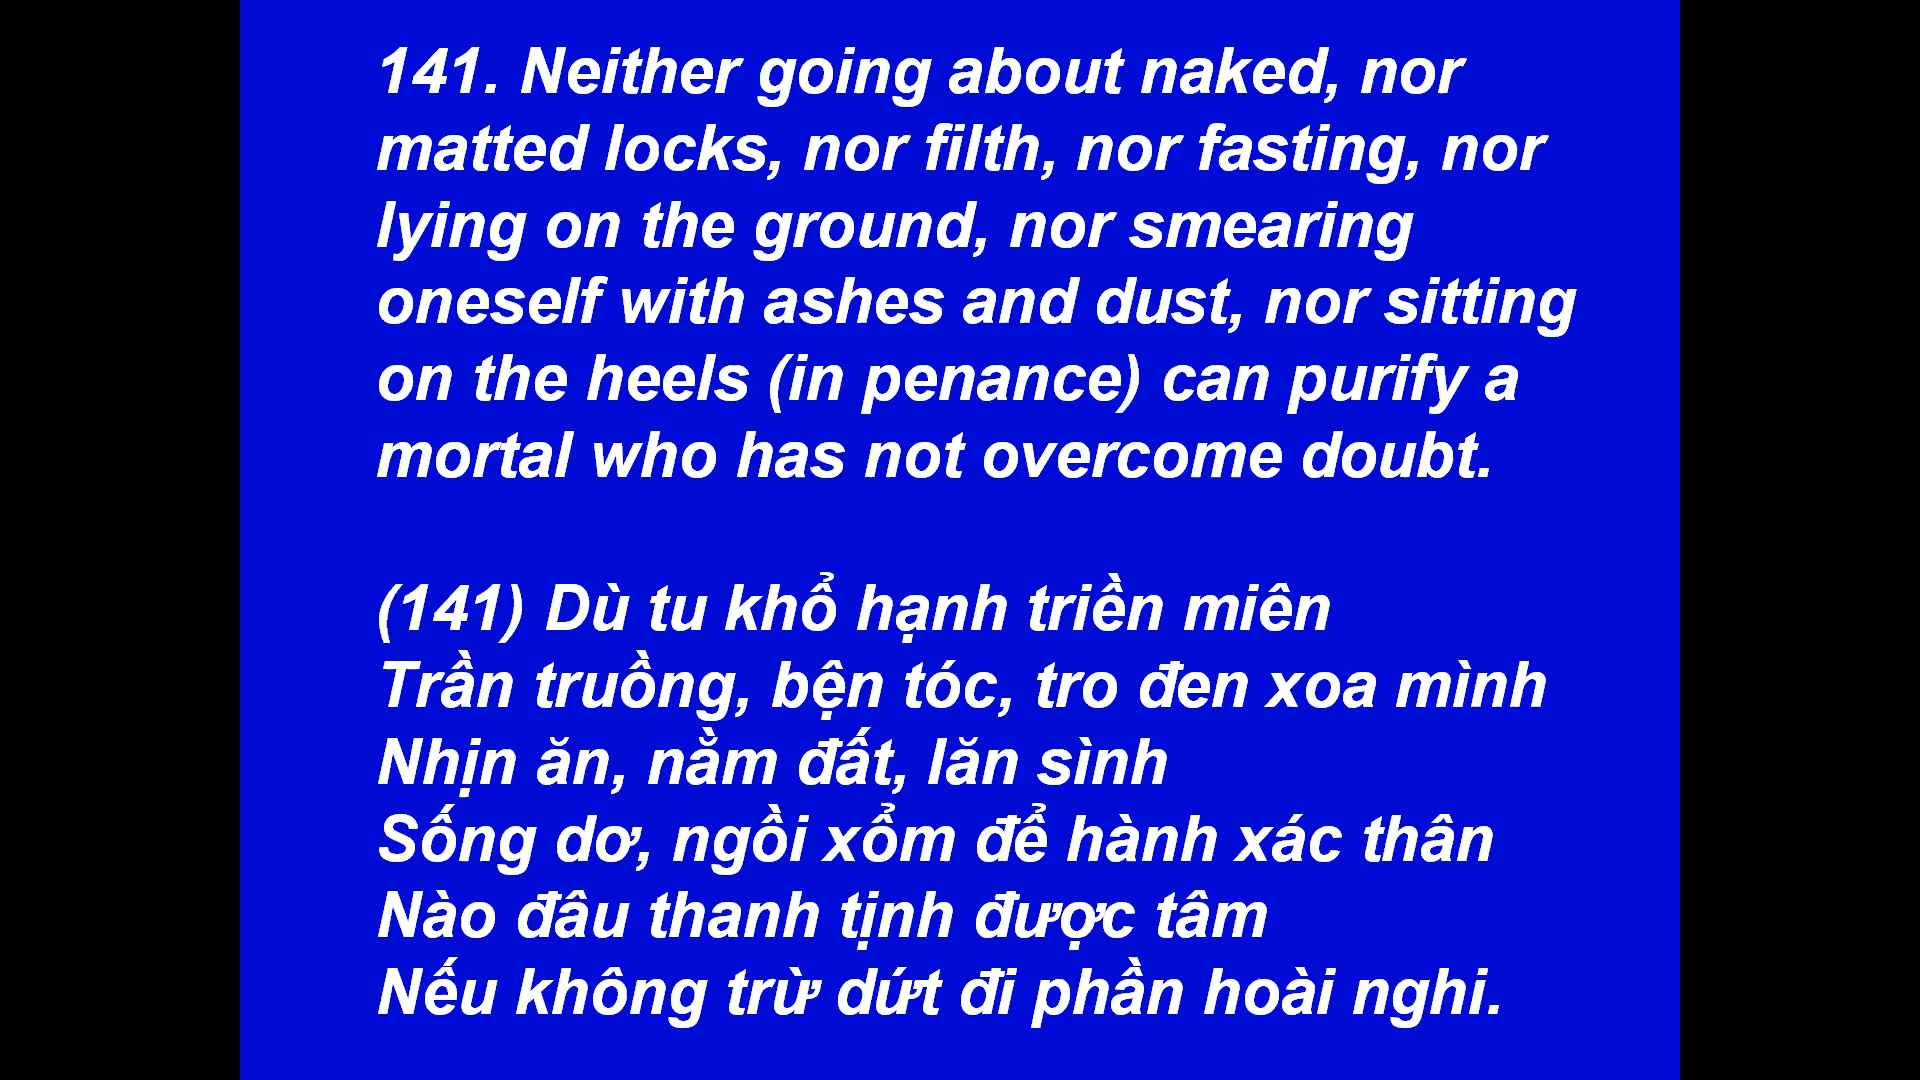 141. Neither going about naked, nor
matted locks, nor filth, nor fasting, nor
lying on the ground, nor smearing
oneself with ashes and dust, nor sitting
on the heels (in penance) can purify a
mortal who has not overcome doubt.
(141) Dù tu khổ hạnh triền miên
Trần truồng, bện tóc, tro đen xoa mình
Nhịn ăn, nằm đất, lăn sình
Sống dơ, ngồi xổm để hành xác thân
Nào đâu thanh tịnh được tâm
Nếu không trừ dứt đi phần hoài nghi.